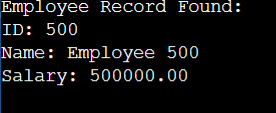 Employee Record Found:
ID: 500
Name: Employee 500
Salary: 500000.00